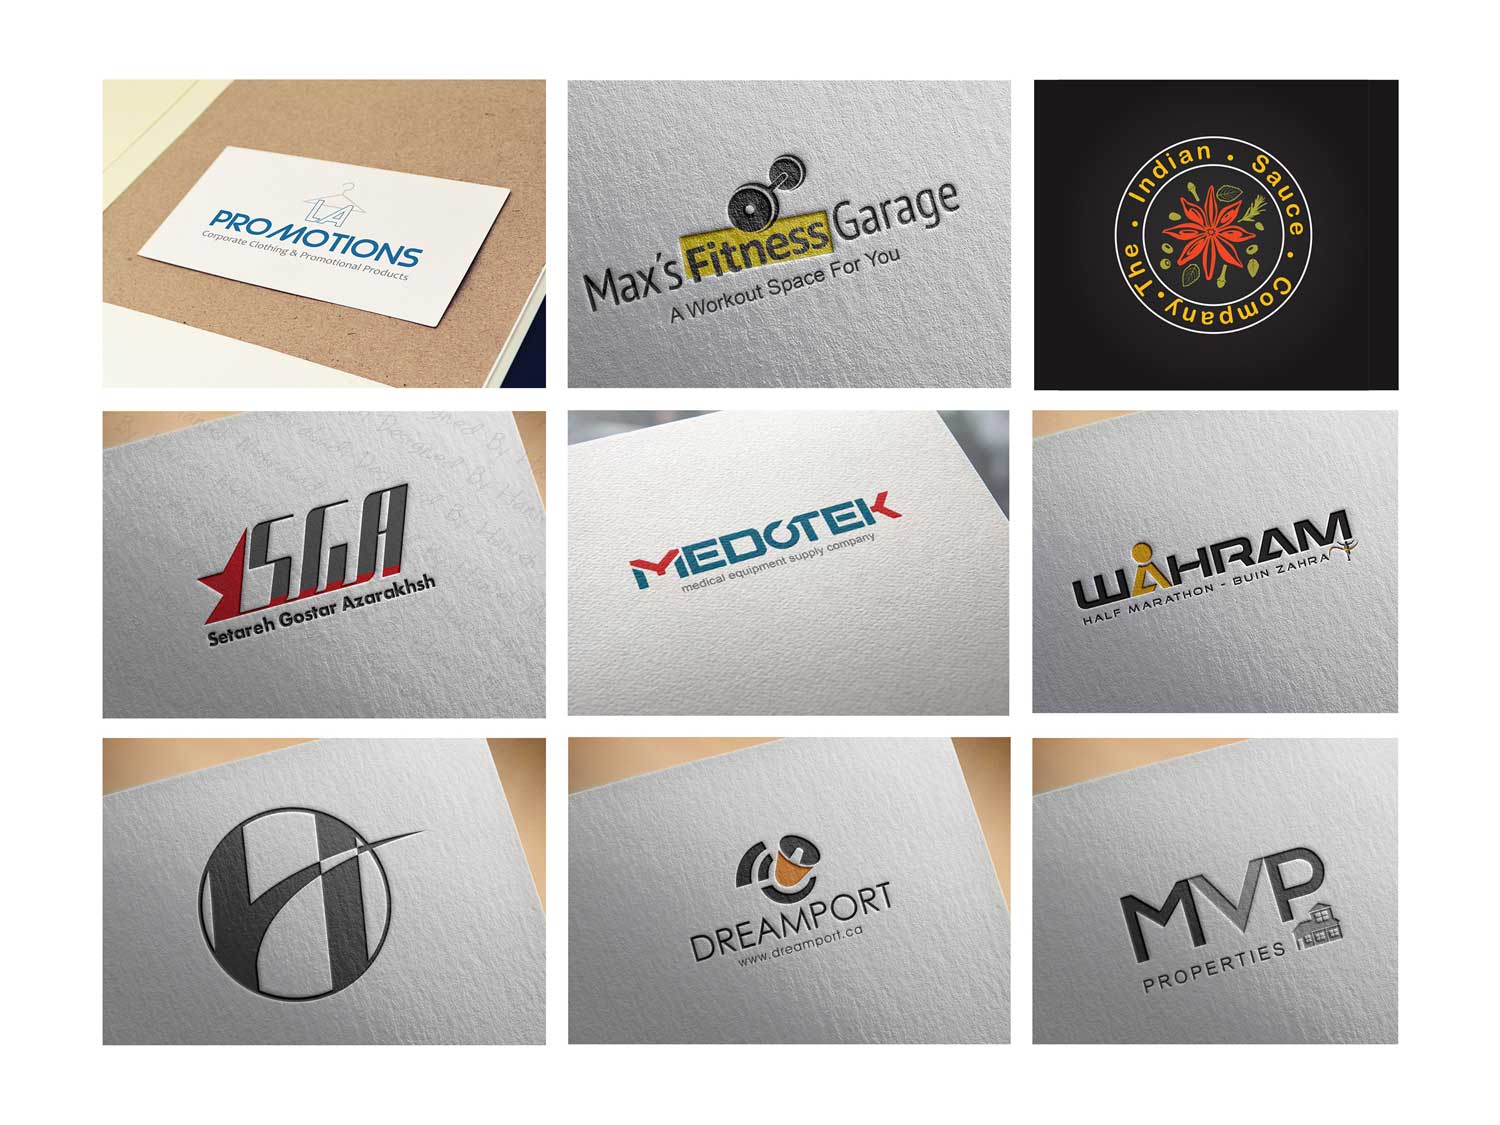 LA
PROMOTIONS
Corporate Clothing & Promotional Products
Max's Fitness Garage
A Workout Space For You
The . Indian . Sauce . Company .
SGA
Setareh Gostar Azarakhsh
MEDOTEK
medical equipment supply company
WAHRAM
HALF MARATHON - BUIN ZAHRA
DREAMPORT
www.dreamport.ca
MVP
PROPERTIES